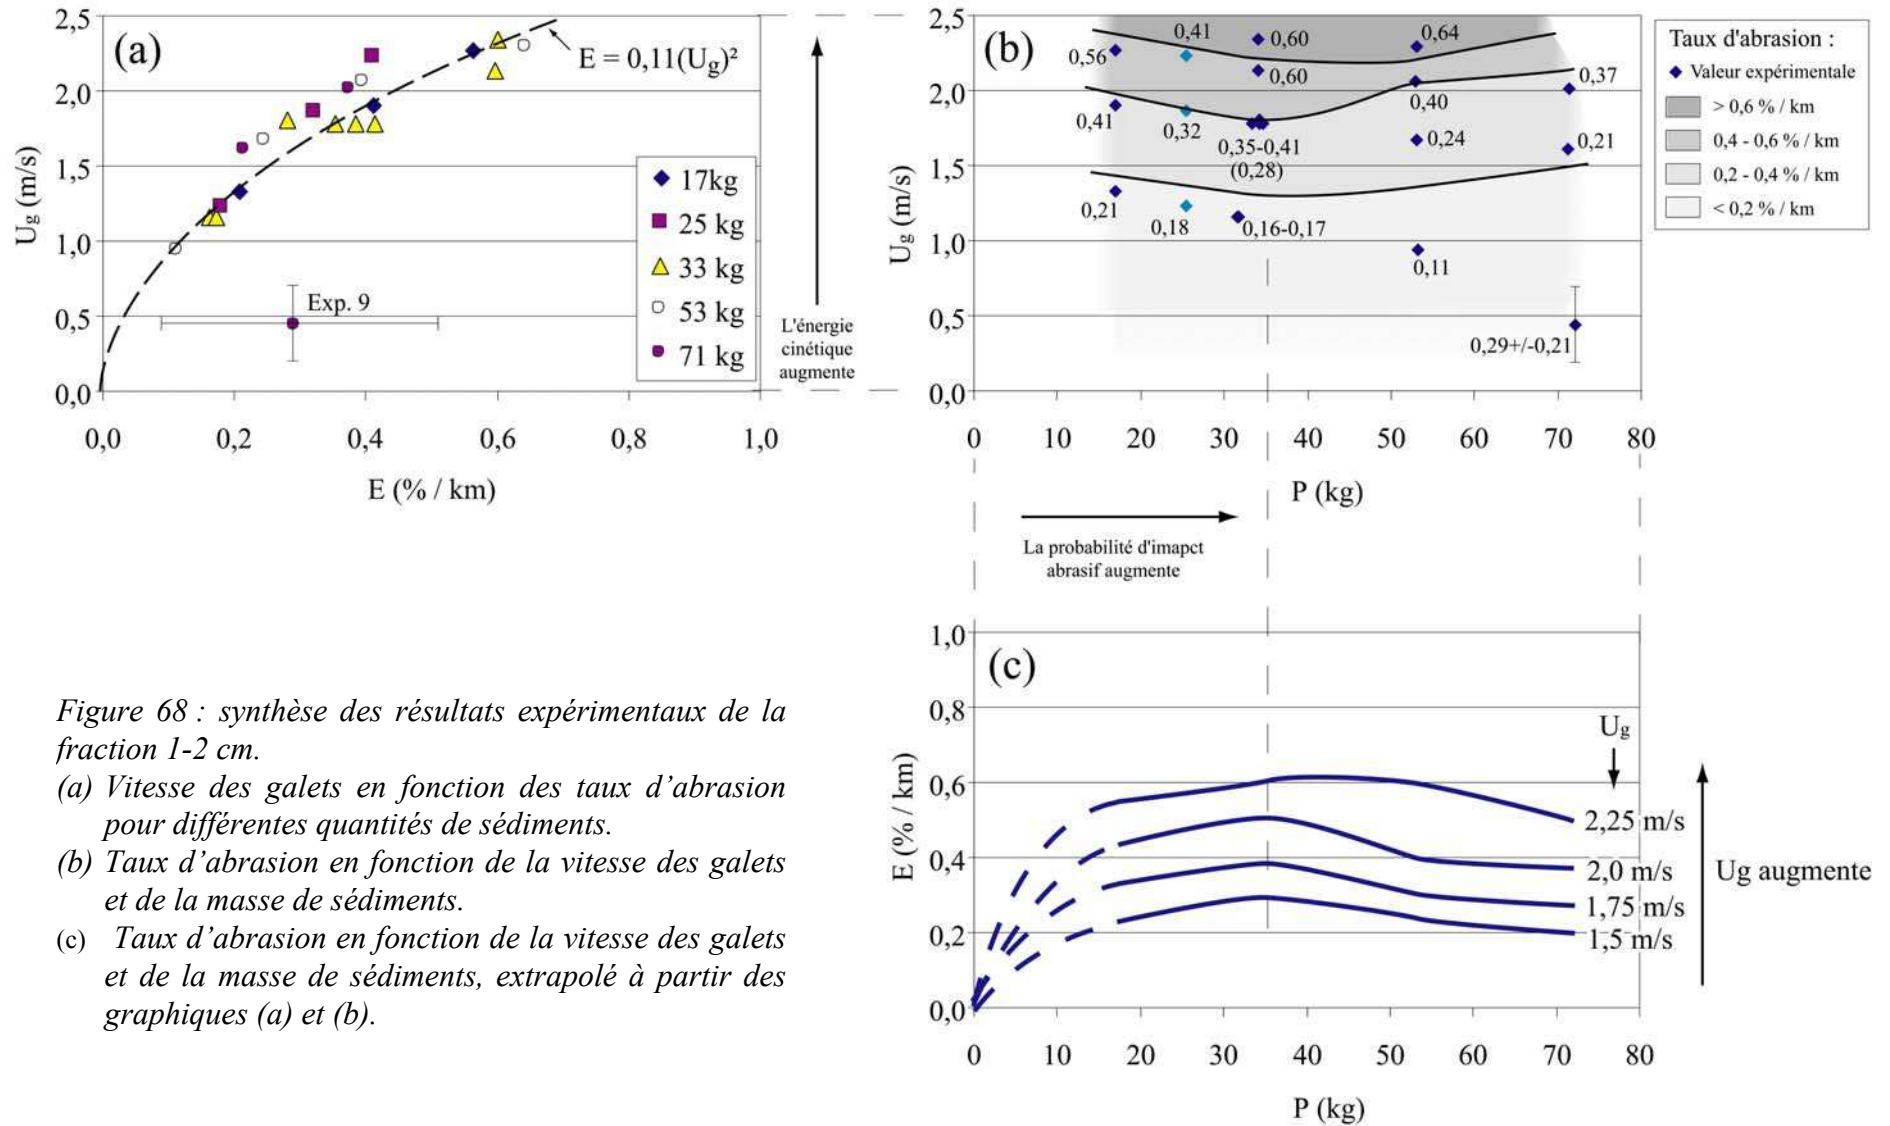 2,5
2,0
1,5
1,0
0,5
0,0
Ug (m/s)
(a)
E = 0,11(Ug)²
Exp. 9
17kg
25 kg
33 kg
53 kg
71 kg
0,0 0,2 0,4 0,6 0,8 1,0
E (% / km)
L'énergie
cinétique
augmente
2,5
2,0
1,5
1,0
0,5
0,0
Ug (m/s)
(b)
0,41
0,60
0,64
0,56
0,60
0,37
0,40
0,41
0,32
0,35-0,41
(0,28)
0,24
0,21
0,21
0,18
0,16-0,17
0,11
0,29+/-0,21
0 10 20 30 40 50 60 70 80
P (kg)
Taux d'abrasion :
Valeur expérimentale
> 0,6 % / km
0,4 - 0,6 % / km
0,2 - 0,4 % / km
< 0,2 % / km
La probabilité d'imapct
abrasif augmente
1,0
0,8
0,6
0,4
0,2
0,0
E (% / km)
(c)
Ug
2,25 m/s
2,0 m/s
1,75 m/s
1,5 m/s
Ug augmente
0 10 20 30 40 50 60 70 80
P (kg)
Figure 68 : synthèse des résultats expérimentaux de la
fraction 1-2 cm.
(a) Vitesse des galets en fonction des taux d'abrasion
pour différentes quantités de sédiments.
(b) Taux d'abrasion en fonction de la vitesse des galets
et de la masse de sédiments.
(c) Taux d'abrasion en fonction de la vitesse des galets
et de la masse de sédiments, extrapolé à partir des
graphiques (a) et (b).